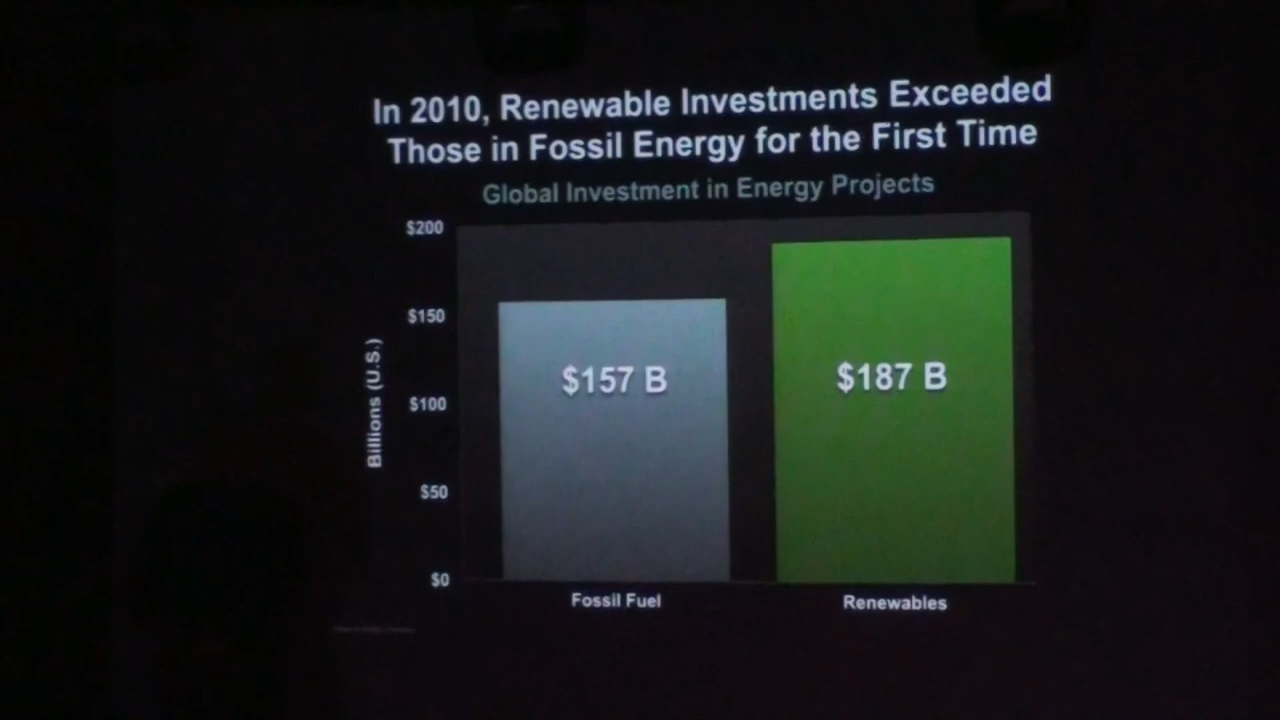 In 2010, Renewable Investments Exceeded
Those in Fossil Energy for the First Time
Global Investment in Energy Projects
$200
$150
$100
$50
$0
Billions (U.S.)
$157 B
$187 B
Fossil Fuel
Renewables